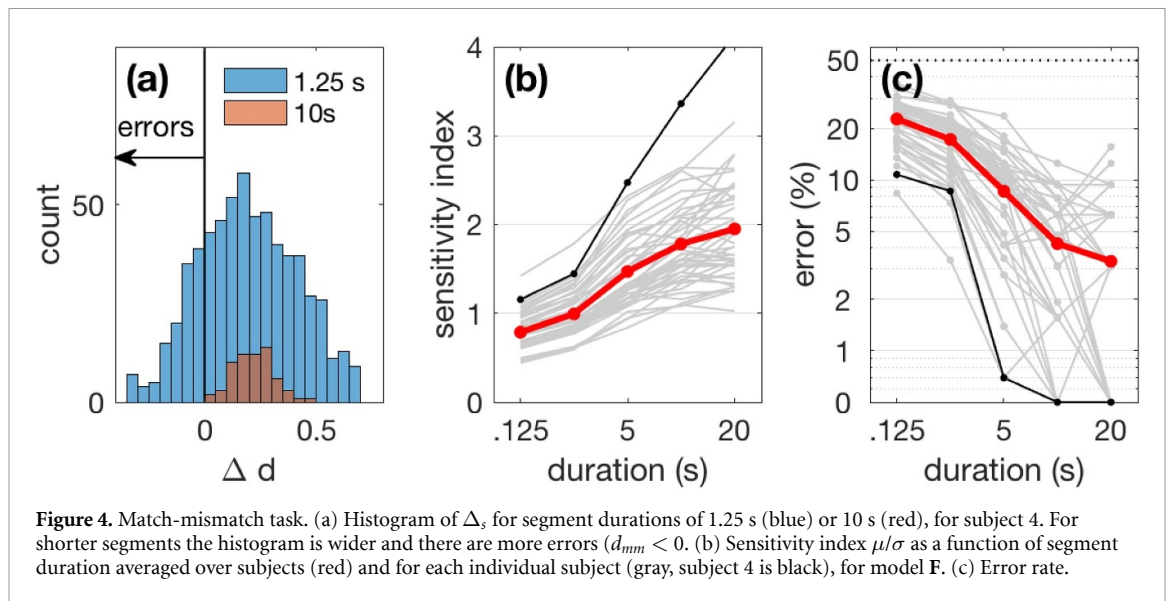 (a)
1.25 s
10s
errors
50
0
count
0
0.5
Δ d
(b)
4
3
2
1
0
sensitivity index
.125
5
20
duration (s)
(c)
50
20
10
5
2
1
0
error (%)
.125
5
20
duration (s)
Figure 4. Match-mismatch task. (a) Histogram of Δs for segment durations of 1.25 s (blue) or 10 s (red), for subject 4. For
shorter segments the histogram is wider and there are more errors (dmm < 0. (b) Sensitivity index μ/σ as a function of segment
duration averaged over subjects (red) and for each individual subject (gray, subject 4 is black), for model F. (c) Error rate.